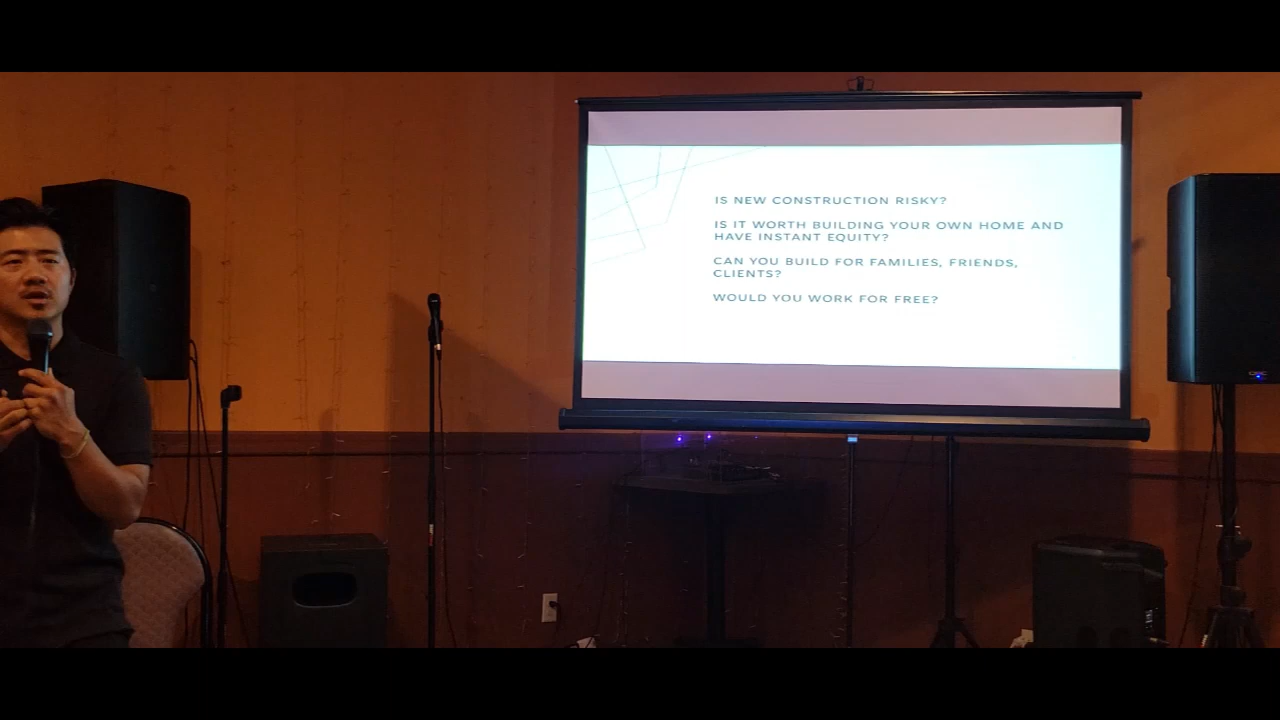 IS NEW CONSTRUCTION RISKY?
IS IT WORTH BUILDING YOUR OWN HOME AND
HAVE INSTANT EQUITY?
CAN YOU BUILD FOR FAMILIES, FRIENDS,
CLIENTS?
WOULD YOU WORK FOR FREE?
QSC